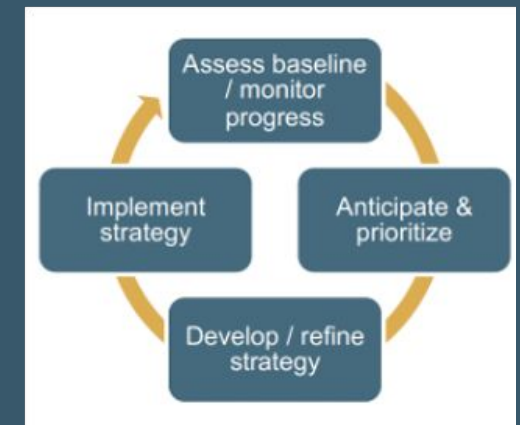 Assess baseline
/ monitor
progress
Anticipate &
prioritize
Develop / refine
strategy
Implement
strategy